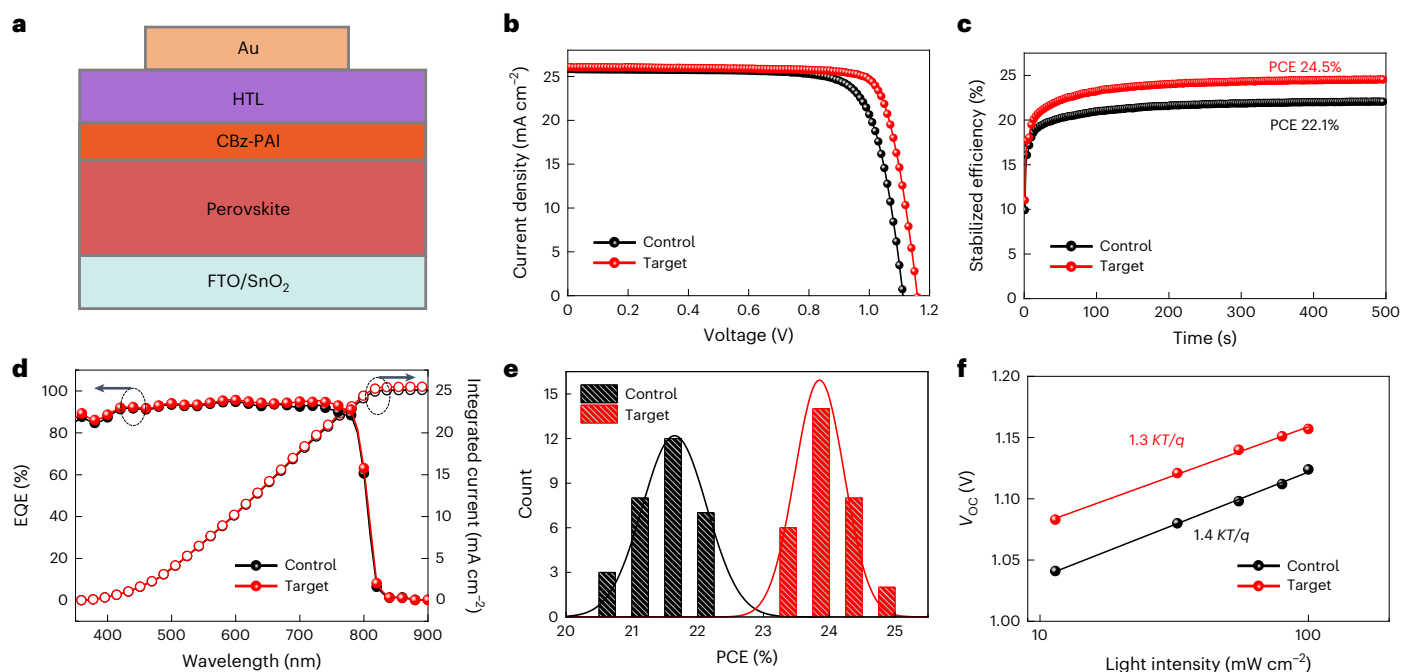 a
Au
HTL
CBz-PAI
Perovskite
FTO/SnO₂
b
Current density (mA cm⁻²)
25
20
15
10
5
0
Control
Target
0
0.2
0.4
0.6
0.8
1.0
1.2
Voltage (V)
c
Stabilized efficiency (%)
25
20
15
10
5
0
PCE 24.5%
PCE 22.1%
Control
Target
0
100
200
300
400
500
Time (s)
d
EQE (%)
100
80
60
40
20
0
Control
Target
25
20
15
10
5
0
Integrated current (mA cm⁻²)
400
500
600
700
800
900
Wavelength (nm)
e
Count
15
12
9
6
3
0
Control
Target
20
21
22
23
24
25
PCE (%)
f
V_OC (V)
1.20
1.15
1.10
1.05
1.00
1.3 KT/q
1.4 KT/q
Control
Target
10
100
Light intensity (mW cm⁻²)